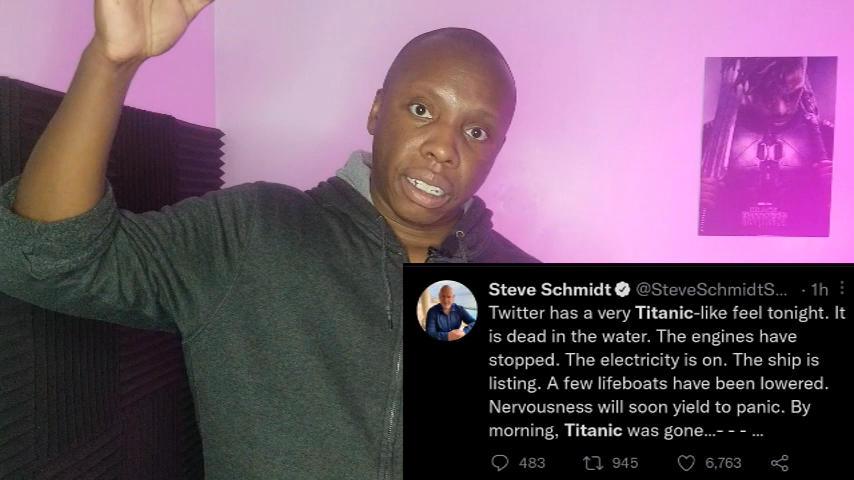 Steve Schmidt @SteveSchmidtS... · 1h
Twitter has a very Titanic-like feel tonight. It
is dead in the water. The engines have
stopped. The electricity is on. The ship is
listing. A few lifeboats have been lowered.
Nervousness will soon yield to panic. By
morning, Titanic was gone...- - - ...
483 945 6,763